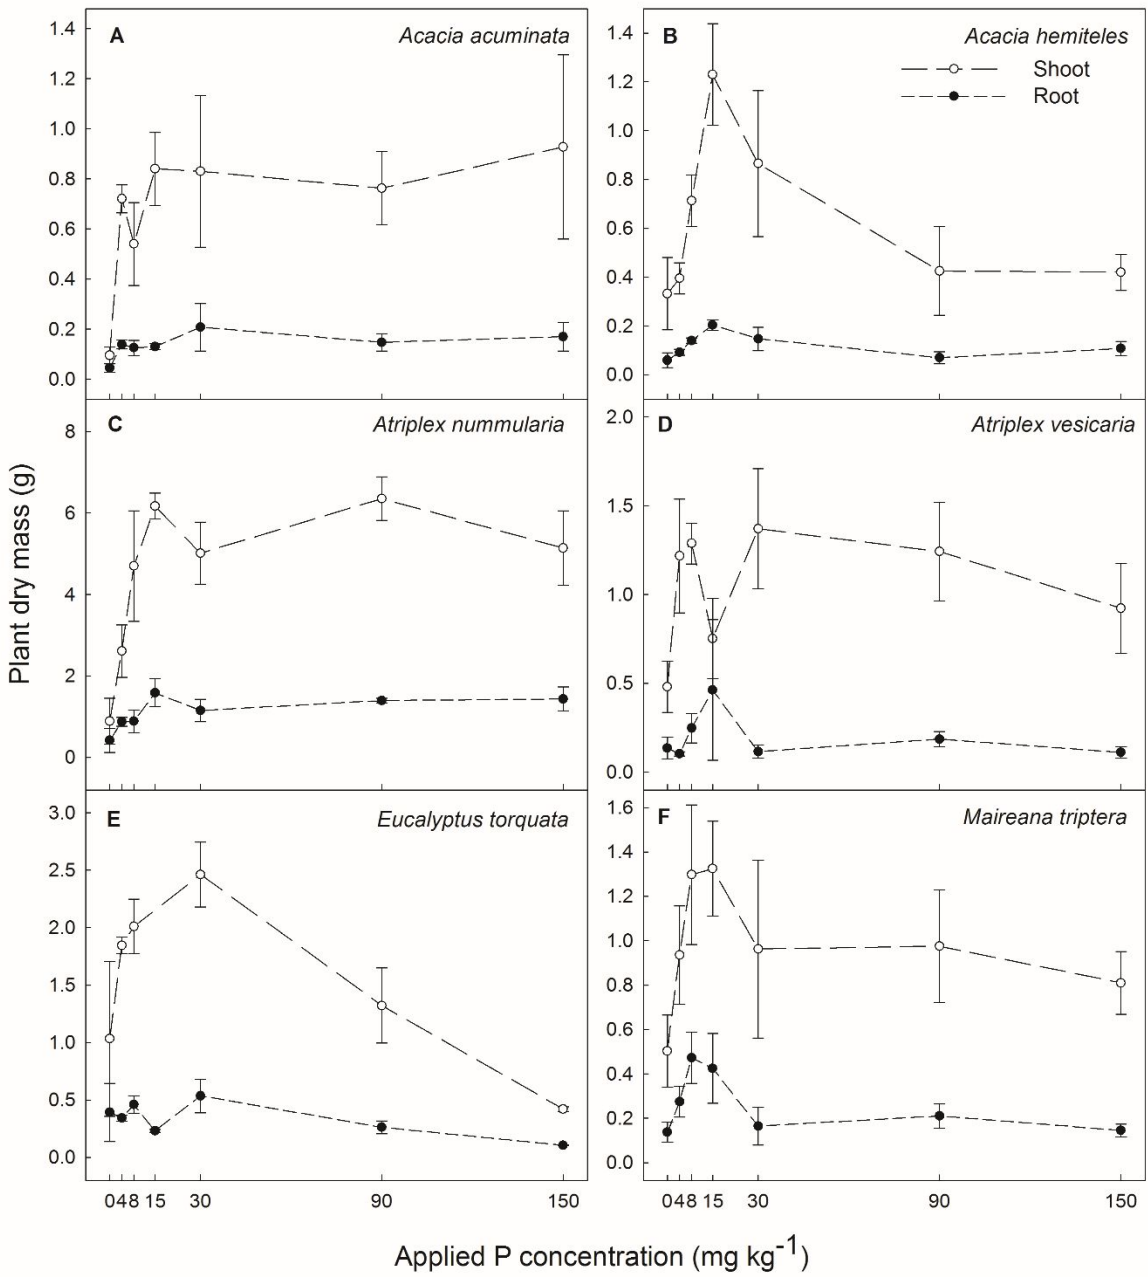 A
Acacia acuminata
1.4
1.2
1.0
0.8
0.6
0.4
0.2
0.0
B
Acacia hemiteles
Shoot
Root
1.4
1.2
1.0
0.8
0.6
0.4
0.2
0.0
C
Atriplex nummularia
8
6
4
2
0
D
Atriplex vesicaria
2.0
1.5
1.0
0.5
0.0
E
Eucalyptus torquata
3.0
2.5
2.0
1.5
1.0
0.5
0.0
0 4 8 15 30 90 150
F
Maireana triptera
1.6
1.4
1.2
1.0
0.8
0.6
0.4
0.2
0.0
0 4 8 15 30 90 150
Plant dry mass (g)
Applied P concentration (mg kg⁻¹)